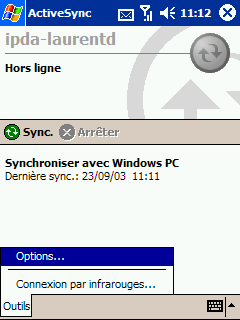 ActiveSync 11:12
ipda-laurentd
Hors ligne
Sync. Arrêter
Synchroniser avec Windows PC
Dernière sync.: 23/09/03 11:11
Options...
Connexion par infrarouges...
Outils